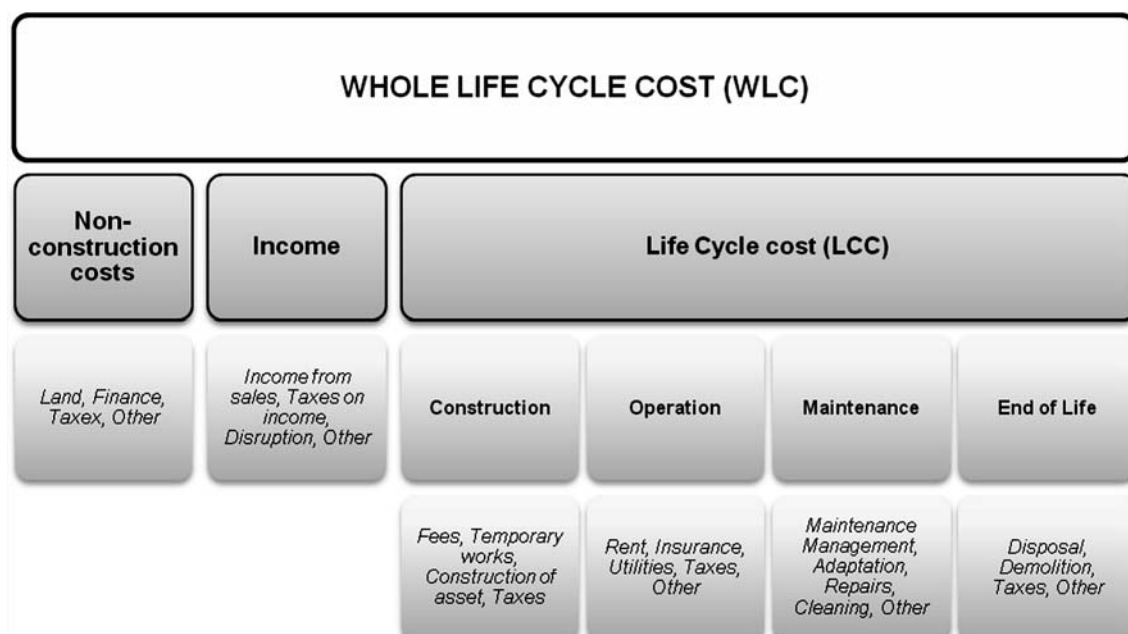 WHOLE LIFE CYCLE COST (WLC)
Non-
construction
costs
Income
Life Cycle cost (LCC)
Land, Finance,
Taxex, Other
Income from
sales, Taxes on
income,
Disruption, Other
Construction
Operation
Maintenance
End of Life
Fees, Temporary
works,
Construction of
asset, Taxes
Rent, Insurance,
Utilities, Taxes,
Other
Maintenance
Management,
Adaptation,
Repairs,
Cleaning, Other
Disposal,
Demolition,
Taxes, Other